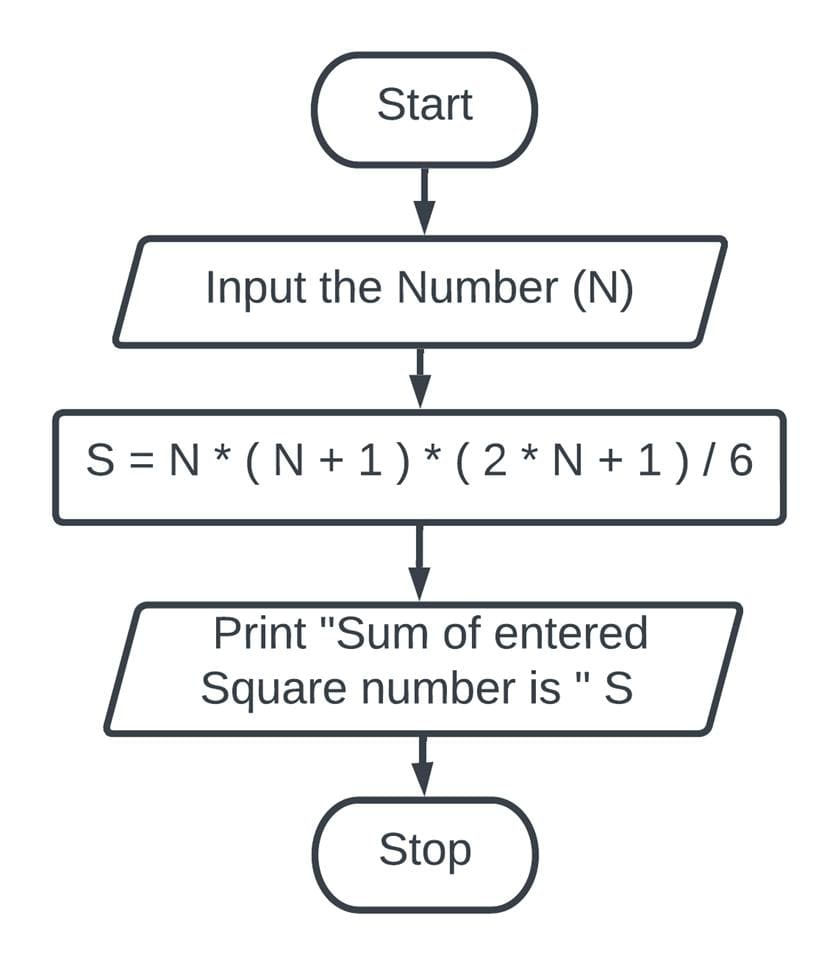 Start
Input the Number (N)
S = N * ( N + 1 ) * ( 2 * N + 1 ) / 6
Print "Sum of entered
Square number is " S
Stop